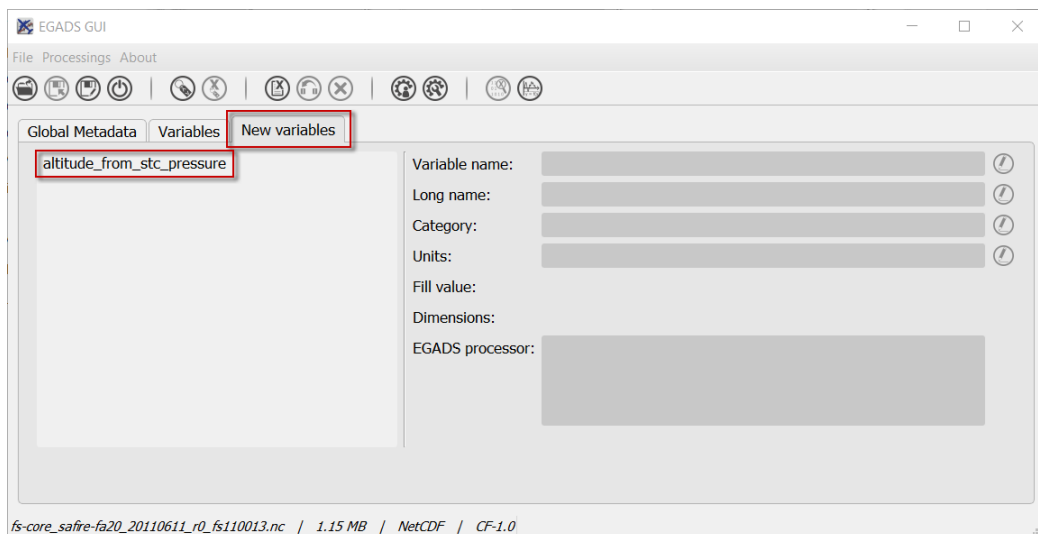 EGADS GUI
File Processings About
Global Metadata Variables New variables
altitude_from_stc_pressure
Variable name:
Long name:
Category:
Units:
Fill value:
Dimensions:
EGADS processor:
fs-core_safire-fa20_20110611_r0_fs110013.nc | 1.15 MB | NetCDF | CF-1.0